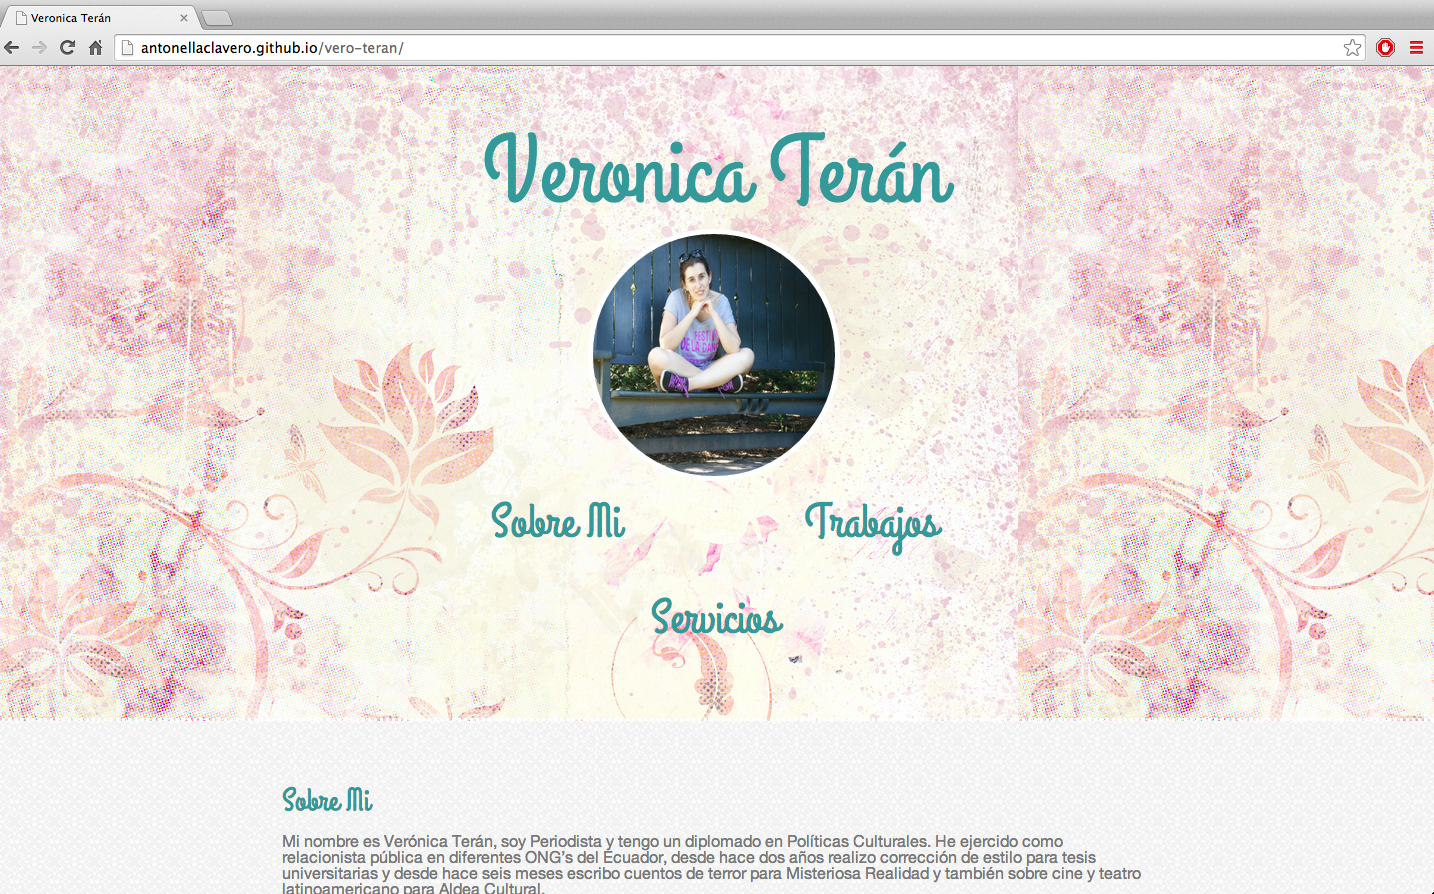 Veronica Terán
antonellaclavero.github.io/vero-teran/
Veronica Terán
DE LA
Sobre Mi
Trabajos
Servicios
Sobre Mi
Mi nombre es Verónica Terán, soy Periodista y tengo un diplomado en Políticas Culturales. He ejercido como
relacionista pública en diferentes ONG's del Ecuador, desde hace dos años realizo corrección de estilo para tesis
universitarias y desde hace seis meses escribo cuentos de terror para Misteriosa Realidad y también sobre cine y teatro
latinoamericano para Aldea Cultural.